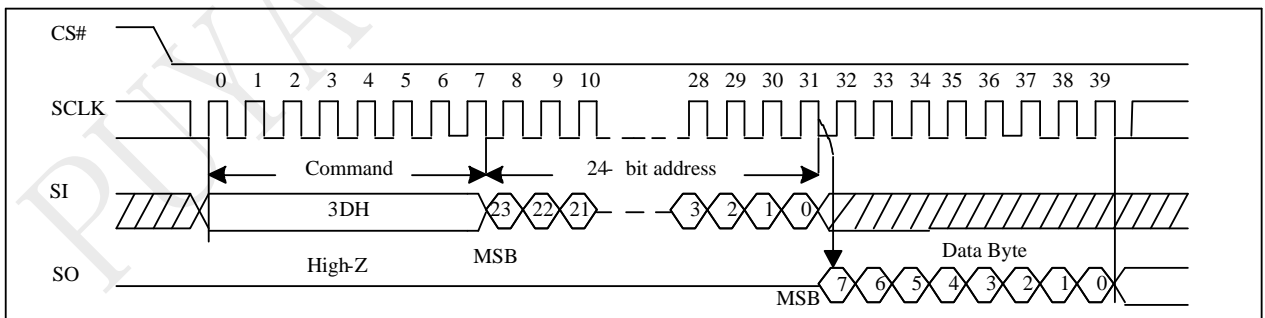 PUYA
CS#
0 1 2 3 4 5 6 7 8 9 10 28 29 30 31 32 33 34 35 36 37 38 39
SCLK
Command 24- bit address
SI
3DH 23 22 21 3 2 1 0
Data Byte
High-Z MSB
SO
MSB 7 6 5 4 3 2 1 0